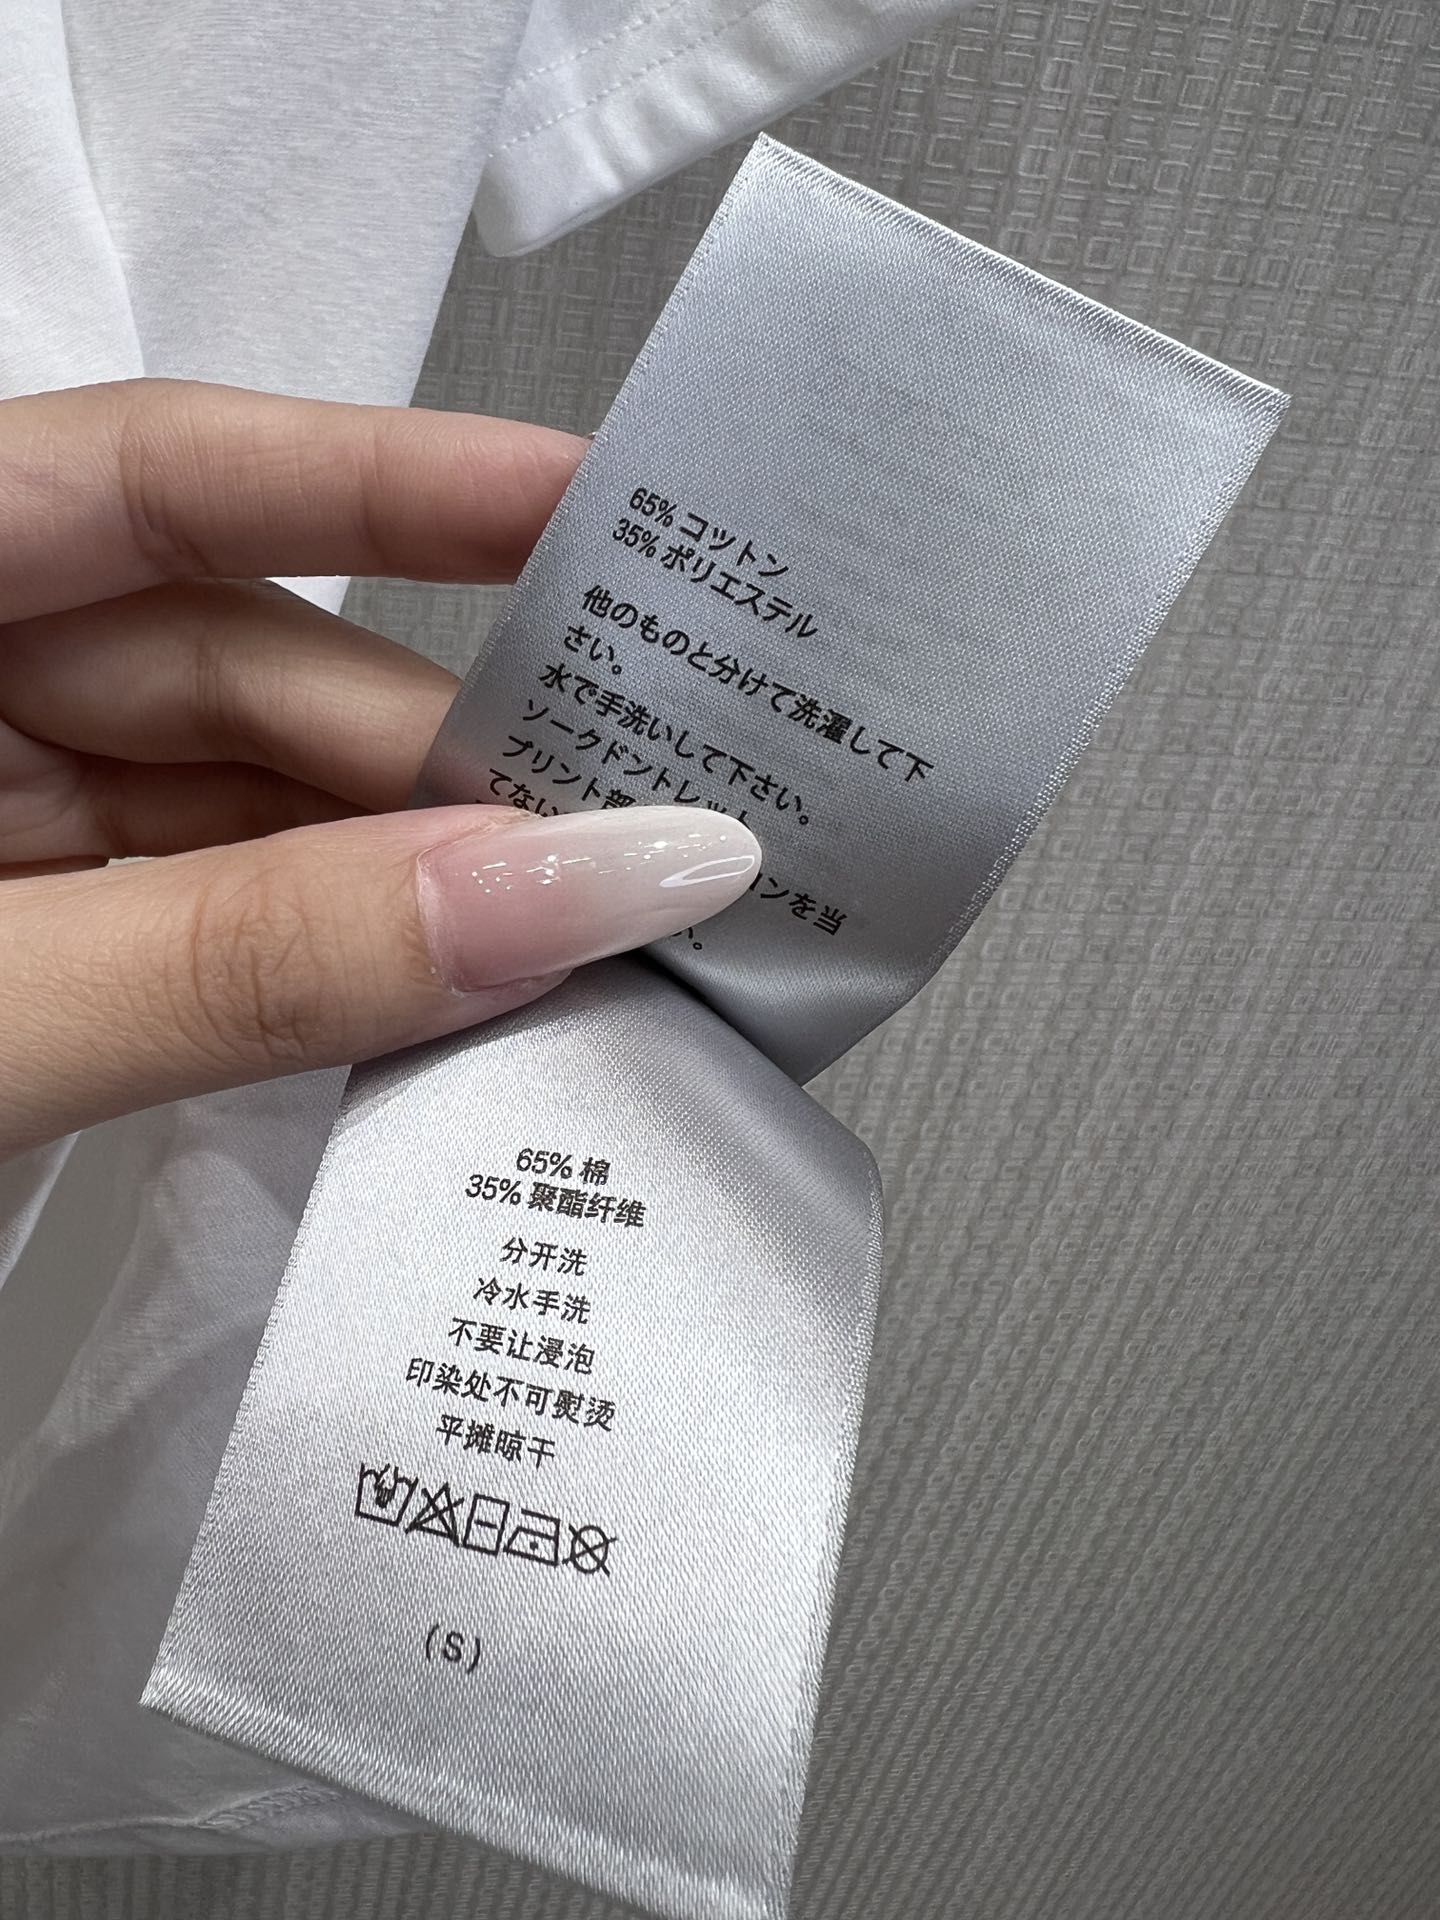 65% コットン
35% ポリエステル
他のものと分けて洗濯して下
さい。
水で手洗いして下さい。
ソークドントレット
プリント部
てない
ロンを当
い。
65% 棉
35% 聚酯纤维
分开洗
冷水手洗
不要让浸泡
印染处不可熨烫
平摊晾干
(S)